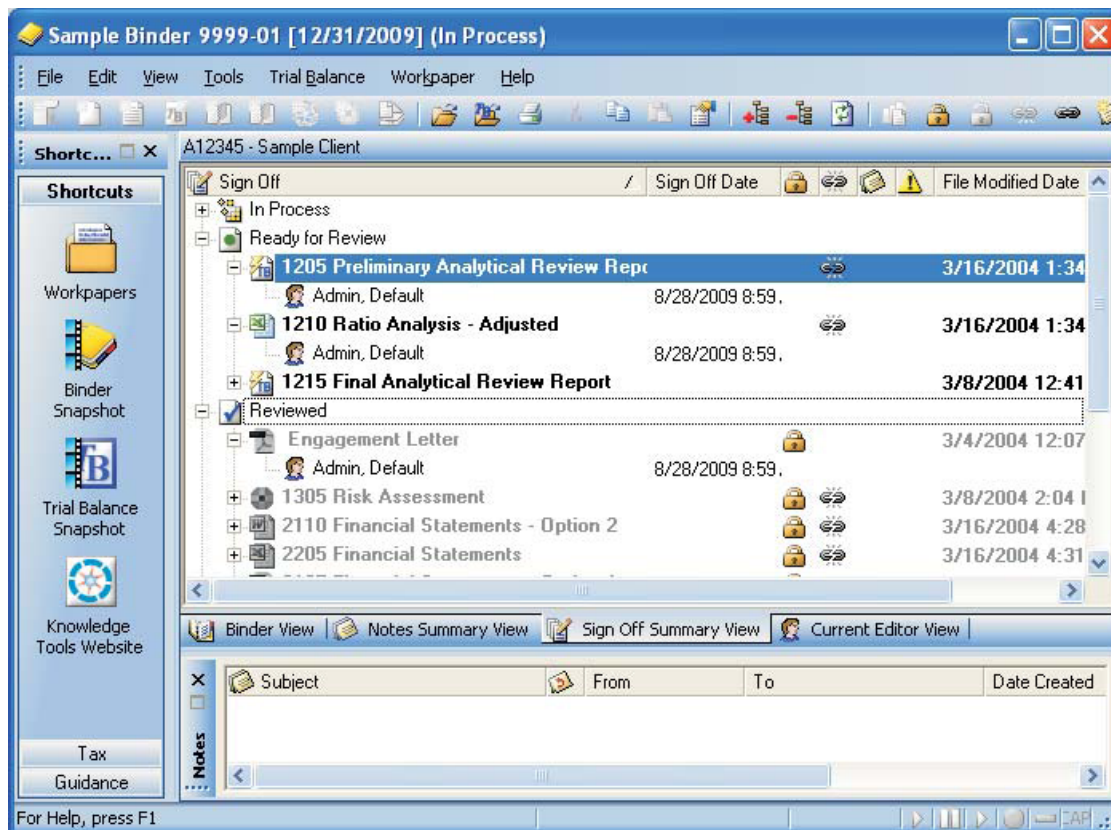 Sample Binder 9999-01 [12/31/2009] (In Process)
File Edit View Tools Trial Balance Workpaper Help
Shortc...
A12345 - Sample Client
Shortcuts
Sign Off / Sign Off Date File Modified Date
In Process
Ready for Review
1205 Preliminary Analytical Review Repo 3/16/2004 1:34
Workpapers
Admin, Default 8/28/2009 8:59.
1210 Ratio Analysis - Adjusted 3/16/2004 1:34
Admin, Default 8/28/2009 8:59.
1215 Final Analytical Review Report 3/8/2004 12:41
Binder
Snapshot
Reviewed
Engagement Letter 3/4/2004 12:07
Admin, Default 8/28/2009 8:59.
1305 Risk Assessment 3/8/2004 2:04
Trial Balance
Snapshot
2110 Financial Statements - Option 2 3/16/2004 4:28
2205 Financial Statements 3/16/2004 4:31
Knowledge
Tools Website
Binder View Notes Summary View Sign Off Summary View Current Editor View
Subject From To Date Created
Notes
Tax
Guidance
For Help, press F1
CAP